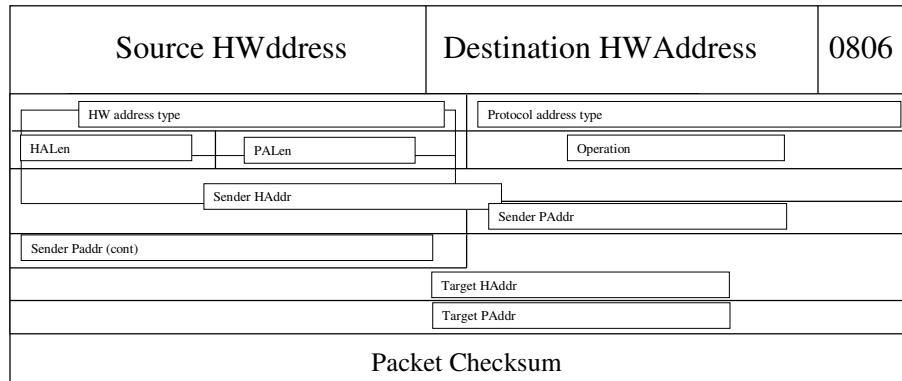 Source HWddress
Destination HWAddress
0806
HW address type
Protocol address type
HALen
PALen
Operation
Sender HAddr
Sender PAddr
Sender Paddr (cont)
Target HAddr
Target PAddr
Packet Checksum